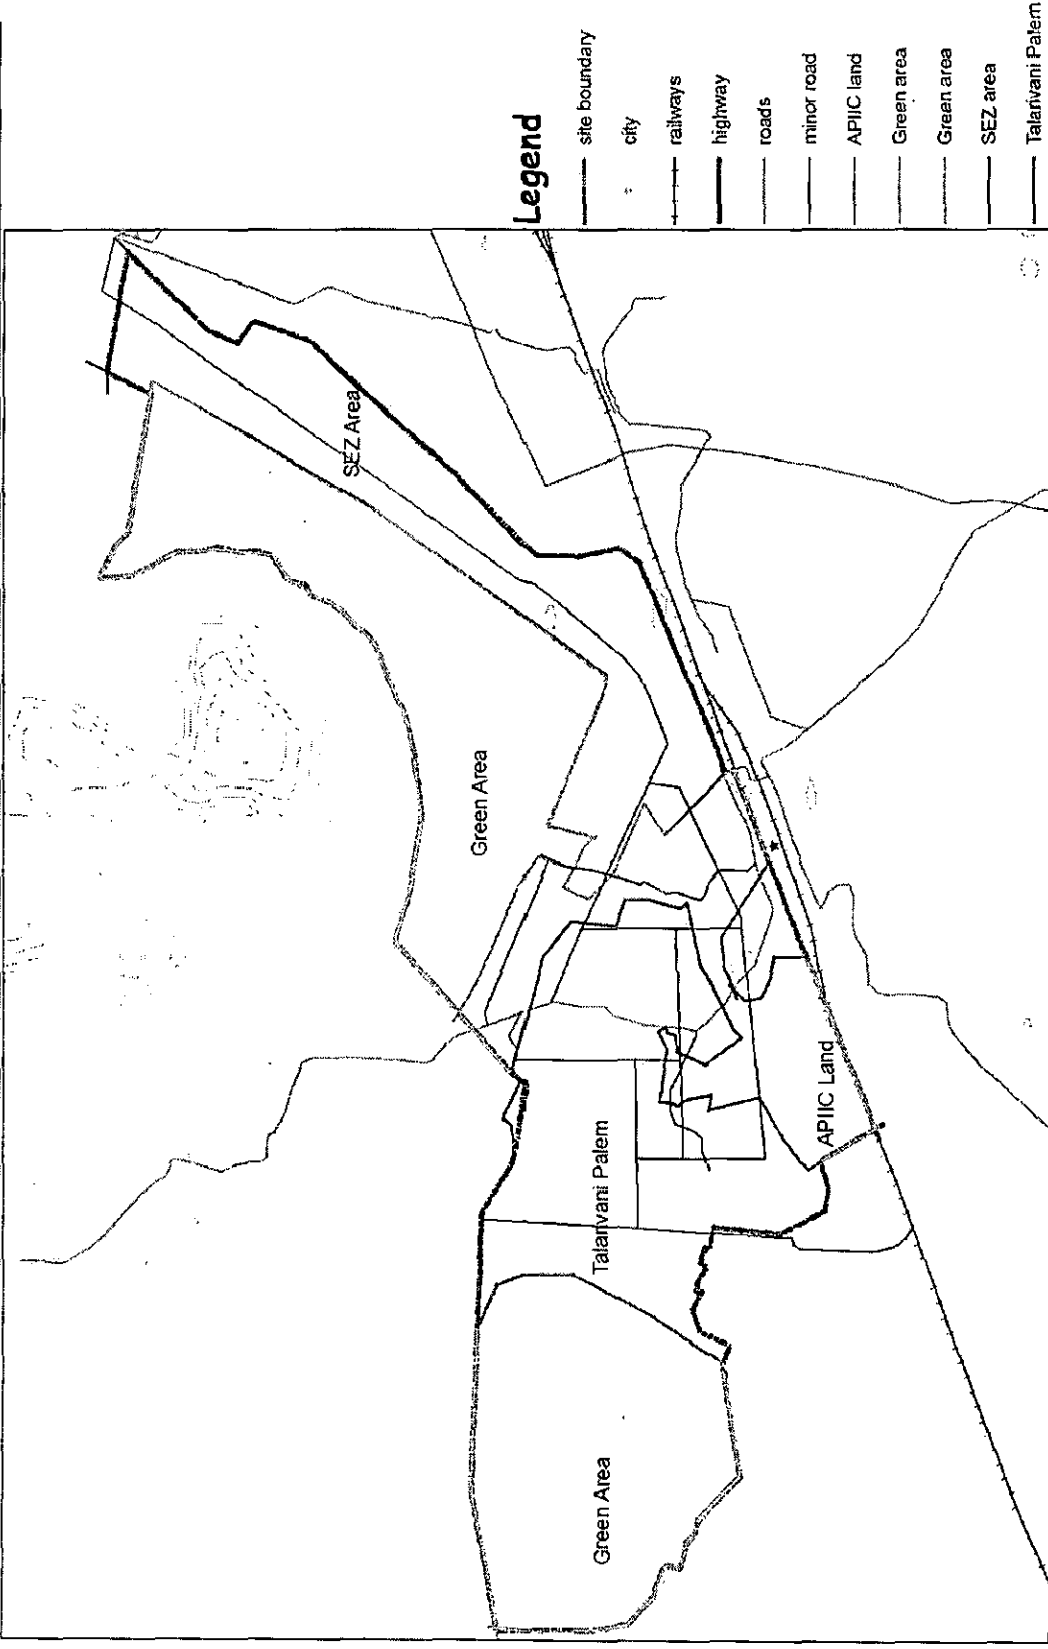 SEZ Area
Green Area
Talarivani Palem
APIIC Land
Green Area
Legend
site boundary
city
railways
highway
roads
minor road
APIIC land
Green area
Green area
SEZ area
Talarivani Palem